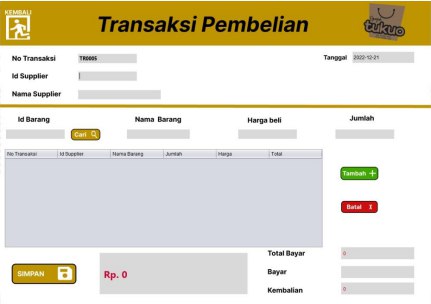 KEMBALI
Transaksi Pembelian
tukuo
No Transaksi TR0005
Tanggal 2022-12-21
Id Supplier
Nama Supplier
Id Barang Nama Barang Harga beli Jumlah
Cari
No Transaksi Id Supplier Nama Barang Jumlah Harga Total
Tambah +
Batal X
Total Bayar 0
SIMPAN Rp. 0 Bayar
Kembalian 0